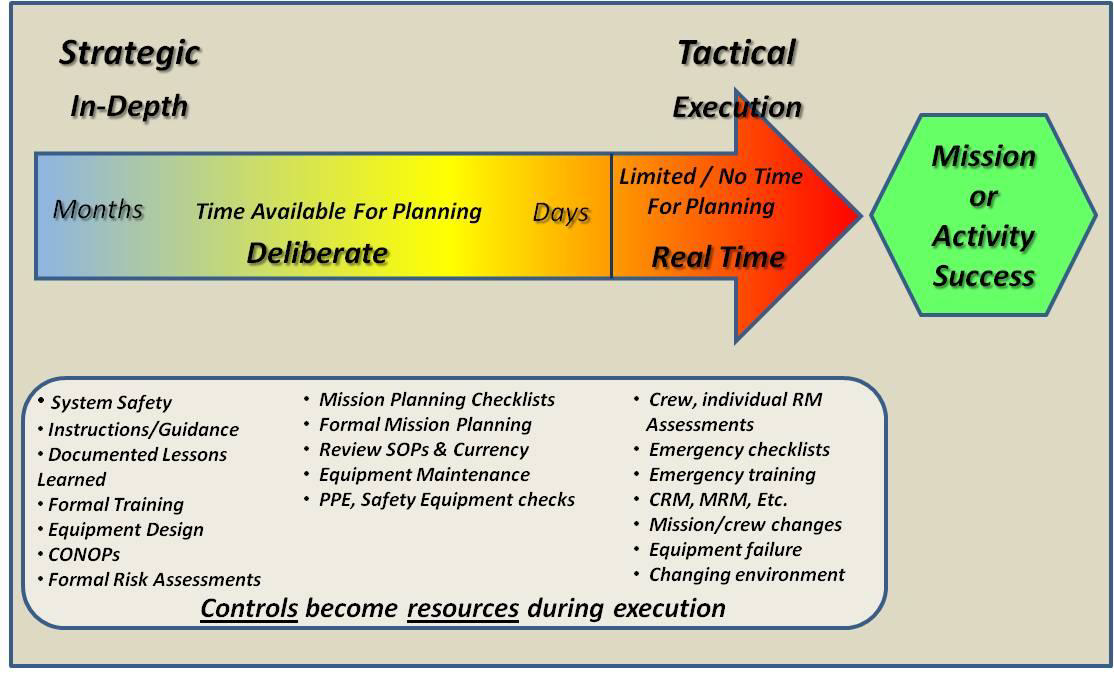 Strategic
In-Depth
Tactical
Execution
Months
Time Available For Planning
Days
Deliberate
Limited / No Time
For Planning
Real Time
Mission
or
Activity
Success
• System Safety
• Instructions/Guidance
• Documented Lessons
Learned
• Formal Training
• Equipment Design
• CONOPs
• Formal Risk Assessments
• Mission Planning Checklists
• Formal Mission Planning
• Review SOPs & Currency
• Equipment Maintenance
• PPE, Safety Equipment checks
• Crew, individual RM
Assessments
• Emergency checklists
• Emergency training
• CRM, MRM, Etc.
• Mission/crew changes
• Equipment failure
• Changing environment
Controls become resources during execution